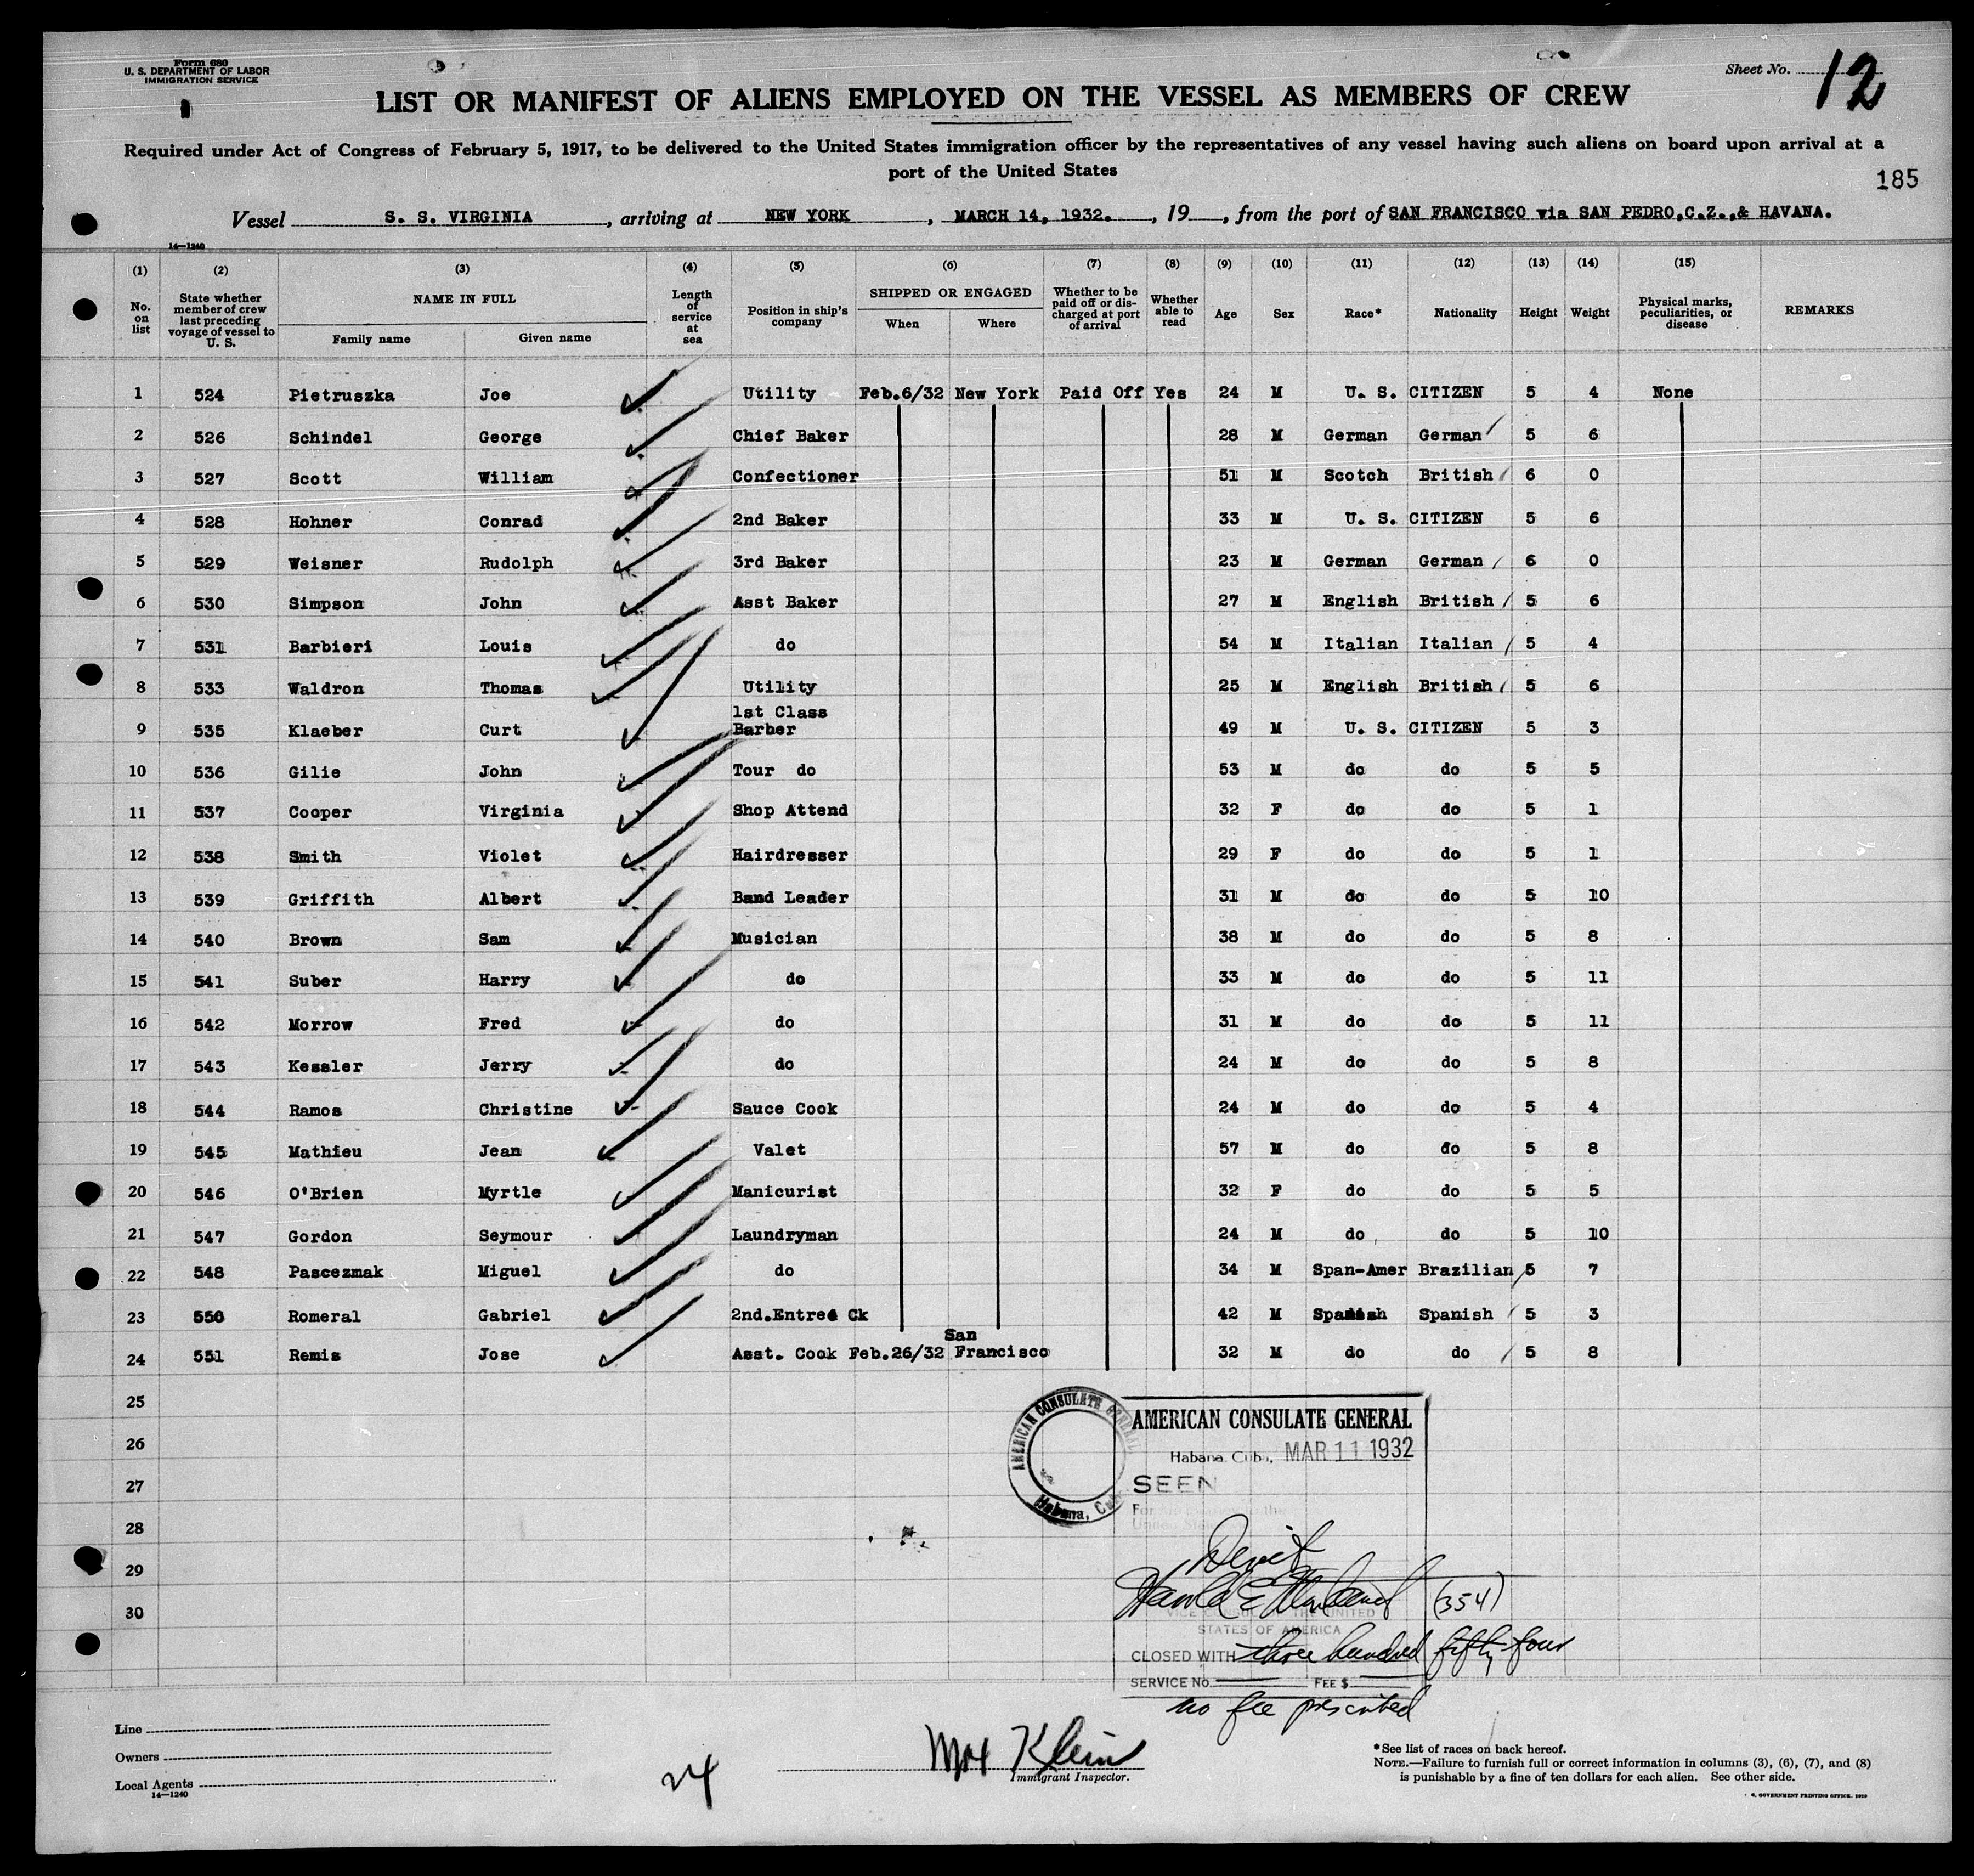 Form 680
U. S. DEPARTMENT OF LABOR
IMMIGRATION SERVICE
Sheet No. 12
LIST OR MANIFEST OF ALIENS EMPLOYED ON THE VESSEL AS MEMBERS OF CREW
Required under Act of Congress of February 5, 1917, to be delivered to the United States immigration officer by the representatives of any vessel having such aliens on board upon arrival at a
port of the United States
185
Vessel S. S. VIRGINIA, arriving at NEW YORK, MARCH 14, 1932., 19, from the port of SAN FRANCISCO via SAN PEDRO,C.Z.,& HAVANA.
14—1240
(1) (2) (3) (4) (5) (6) (7) (8) (9) (10) (11) (12) (13) (14) (15)
No. on list State whether member of crew last preceding voyage of vessel to U. S. NAME IN FULL Family name Given name Length of service at sea Position in ship's company SHIPPED OR ENGAGED When Where Whether to be paid off or discharged at port of arrival Whether able to read Age Sex Race* Nationality Height Weight Physical marks, peculiarities, or disease REMARKS
1 524 Pietruszka Joe Utility Feb.6/32 New York Paid Off Yes 24 M U. S. CITIZEN 5 4 None
2 526 Schindel George Chief Baker 28 M German German 5 6
3 527 Scott William Confectioner 51 M Scotch British 6 0
4 528 Hohner Conrad 2nd Baker 33 M U. S. CITIZEN 5 6
5 529 Weisner Rudolph 3rd Baker 23 M German German 6 0
6 530 Simpson John Asst Baker 27 M English British 5 6
7 531 Barbieri Louis do 54 M Italian Italian 5 4
8 533 Waldron Thomas Utility 25 M English British 5 6
1st Class
9 535 Klaeber Curt Barber 49 M U. S. CITIZEN 5 3
10 536 Gilie John Tour do 53 M do do 5 5
11 537 Cooper Virginia Shop Attend 32 F do do 5 1
12 538 Smith Violet Hairdresser 29 F do do 5 1
13 539 Griffith Albert Band Leader 31 M do do 5 10
14 540 Brown Sam Musician 38 M do do 5 8
15 541 Suber Harry do 33 M do do 5 11
16 542 Morrow Fred do 31 M do do 5 11
17 543 Kessler Jerry do 24 M do do 5 8
18 544 Ramos Christine Sauce Cook 24 M do do 5 4
19 545 Mathieu Jean Valet 57 M do do 5 8
20 546 O'Brien Myrtle Manicurist 32 F do do 5 5
21 547 Gordon Seymour Laundryman 24 M do do 5 10
22 548 Pascezmak Miguel do 34 M Span-Amer Brazilian 5 7
23 550 Romeral Gabriel 2nd.Entree Ck 42 M Spanish Spanish 5 3
San
24 551 Remis Jose Asst. Cook Feb.26/32 Francisco 32 M do do 5 8
25
26
27
28
29
30
AMERICAN CONSULATE GENERAL
Habana, Cuba
AMERICAN CONSULATE GENERAL
Habana, Cuba, MAR 11 1932
SEEN
Harold E (354)
VICE CONSUL OF THE UNITED
STATES OF AMERICA
CLOSED WITH three hundred fifty four
SERVICE No. FEE $
no fee prescribed
Line
Owners
Local Agents
14—1240
24
Klein
Immigrant Inspector.
*See list of races on back hereof.
NOTE.—Failure to furnish full or correct information in columns (3), (6), (7), and (8)
is punishable by a fine of ten dollars for each alien. See other side.
GOVERNMENT PRINTING OFFICE